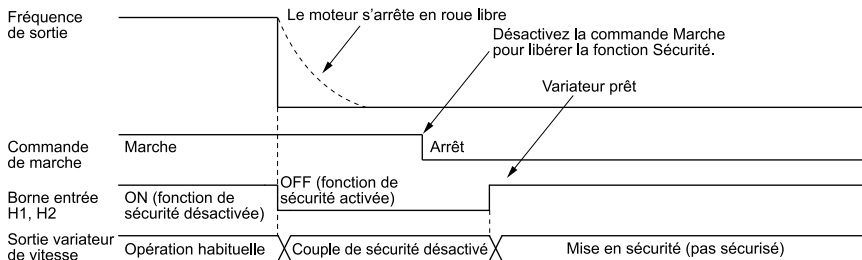 Fréquence
de sortie
Le moteur s'arrête en roue libre
Désactivez la commande Marche
pour libérer la fonction Sécurité.
Variateur prêt
Commande
de marche
Marche
Arrêt
Borne entrée
H1, H2
ON (fonction de
sécurité désactivée)
OFF (fonction de
sécurité activée)
Sortie variateur
de vitesse
Opération habituelle
Couple de sécurité désactivé
Mise en sécurité (pas sécurisé)